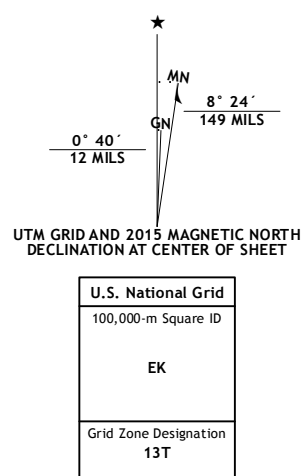 ★
MN
8° 24´
149 MILS
GN
0° 40´
12 MILS
UTM GRID AND 2015 MAGNETIC NORTH
DECLINATION AT CENTER OF SHEET
U.S. National Grid
100,000-m Square ID
EK
Grid Zone Designation
13T